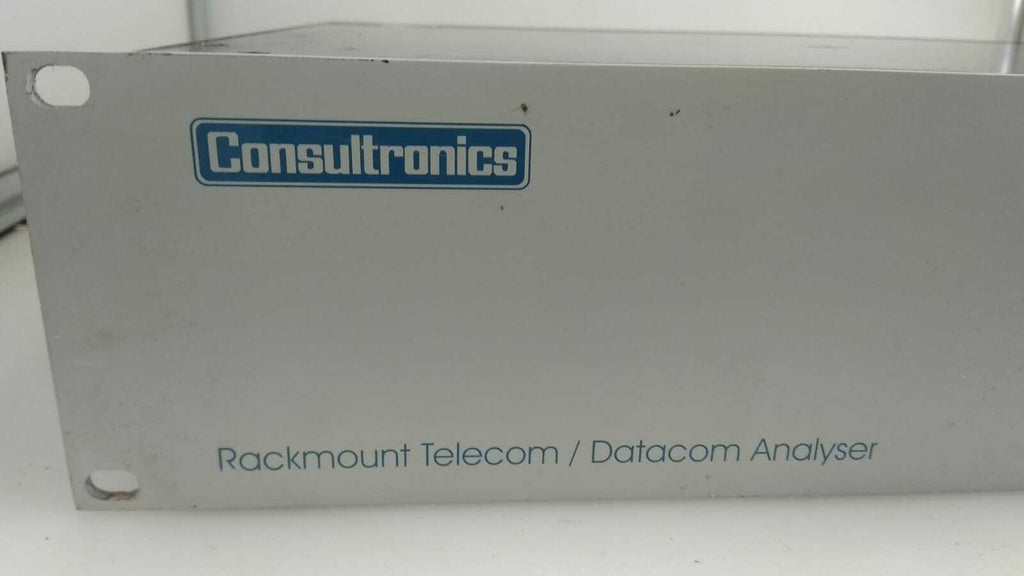 Consultronics
Rackmount Telecom / Datacom Analyser